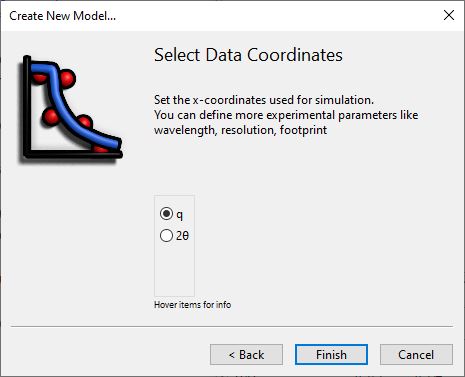 Create New Model...
Select Data Coordinates
Set the x-coordinates used for simulation.
You can define more experimental parameters like
wavelength, resolution, footprint
q
2θ
Hover items for info
< Back
Finish
Cancel